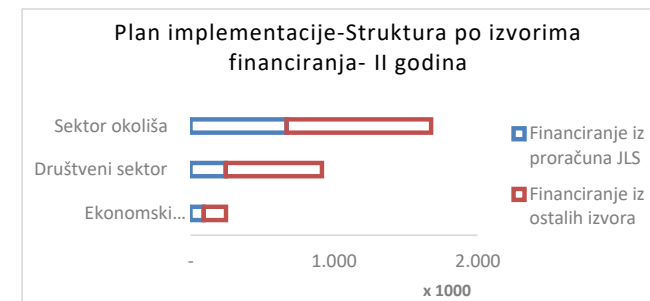 Plan implementacije-Struktura po izvorima
financiranja- II godina
Sektor okoliša
Društveni sektor
Ekonomski...
Financiranje iz
proračuna JLS
Financiranje iz
ostalih izvora
- 1.000 2.000
x 1000